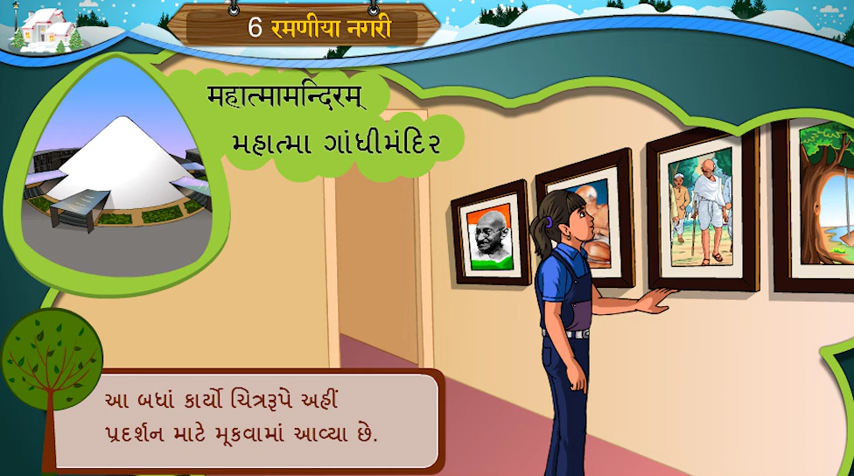 6 रमणीया नगरी
महात्मामन्दिरम्
મહાત્મા ગાંધીમંદિર
આ બધાં કાર્યો ચિત્રરૂપે અહીં
પ્રદર્શન માટે મૂકવામાં આવ્યા છે.